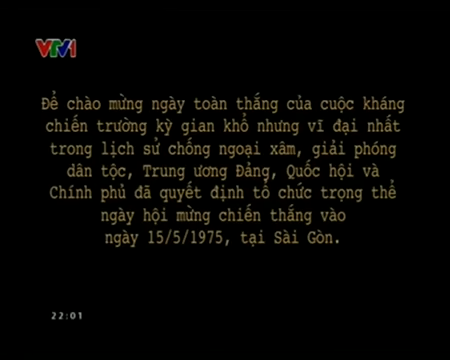 VTV1
Để chào mừng ngày toàn thắng của cuộc kháng
chiến trường kỳ gian khổ nhưng vĩ đại nhất
trong lịch sử chống ngoại xâm, giải phóng
dân tộc, Trung ương Đảng, Quốc hội và
Chính phủ đã quyết định tổ chức trọng thể
ngày hội mừng chiến thắng vào
ngày 15/5/1975, tại Sài Gòn.
22:01